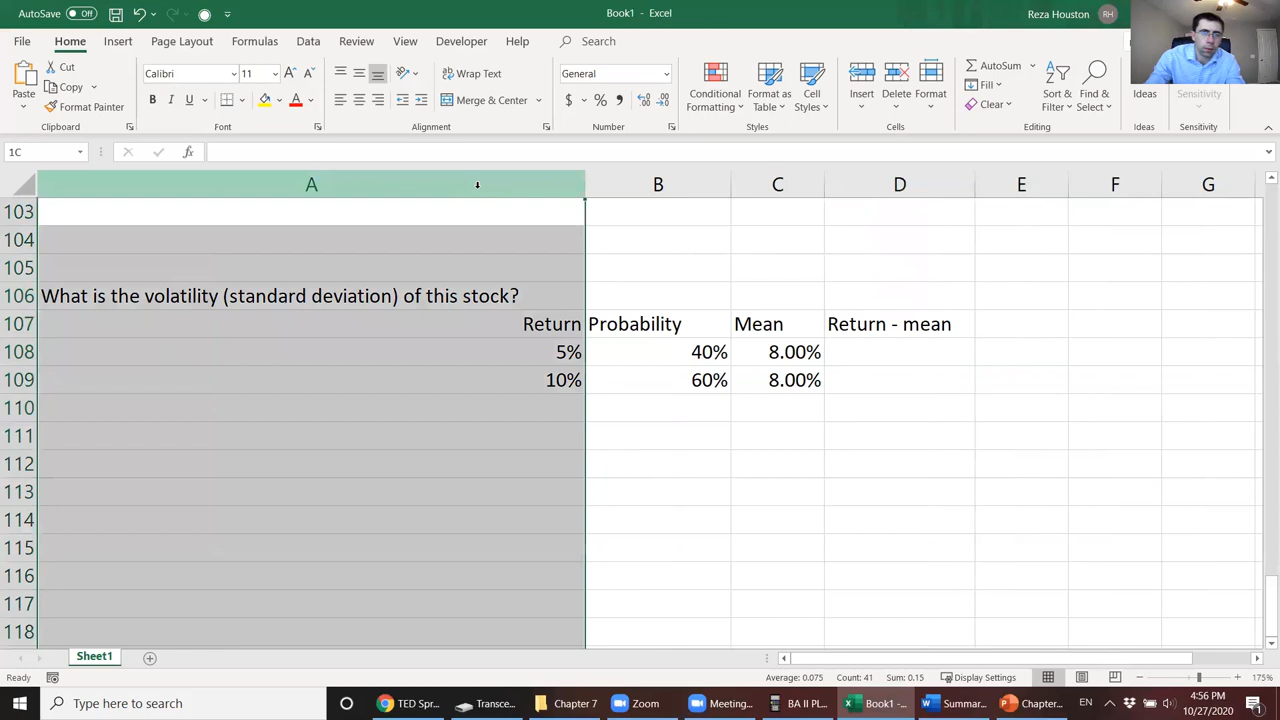 AutoSave Off
Book1 - Excel
Reza Houston RH
File Home Insert Page Layout Formulas Data Review View Developer Help Search
Paste
Cut
Copy
Format Painter
Clipboard
Calibri 11
B I U
Font
Wrap Text
Merge & Center
Alignment
General
$ % 9
Number
Conditional Formatting
Format as Table
Cell Styles
Styles
Insert Delete Format
Cells
AutoSum
Fill
Clear
Sort & Filter
Find & Select
Editing
Ideas
Ideas
Sensitivity
Sensitivity
1C fx
A B C D E F G
103
104
105
106 What is the volatility (standard deviation) of this stock?
107 Return Probability Mean Return - mean
108 5% 40% 8.00%
109 10% 60% 8.00%
110
111
112
113
114
115
116
117
118
Sheet1
Ready Average: 0.075 Count: 41 Sum: 0.15 Display Settings 175%
Type here to search
TED Spr...
Transce...
Chapter 7
Zoom
Meeting...
BA II PL...
Book1 -...
Summar...
Chapter...
EN
4:56 PM
10/27/2020